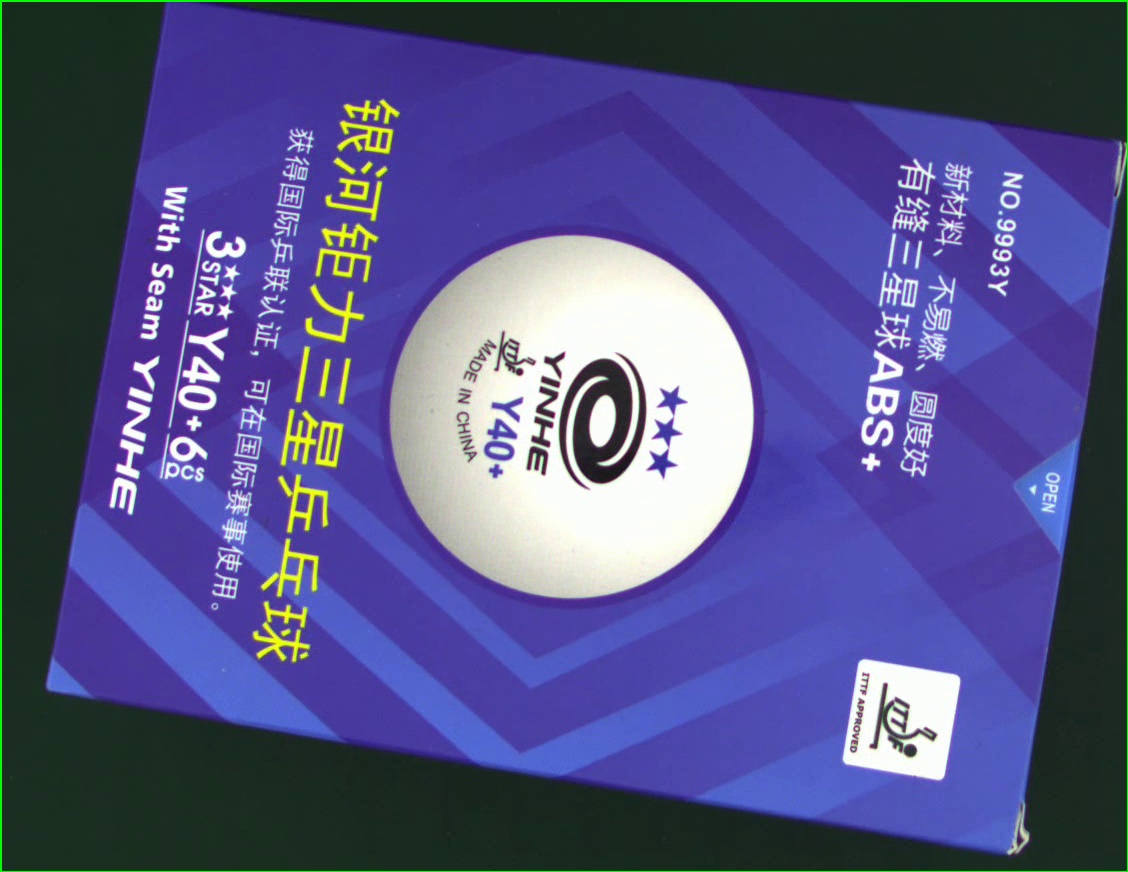 NO.9993Y
新材料、不易燃、圆度好
有缝三星球ABS+
OPEN
ITTF
ITTF APPROVED
YINHE
Y40+
ITTF
MADE IN CHINA
银河钜力三星乒乓球
获得国际乒联认证，可在国际赛事使用。
3★★★ STAR Y40+ 6PCS
With Seam YINHE